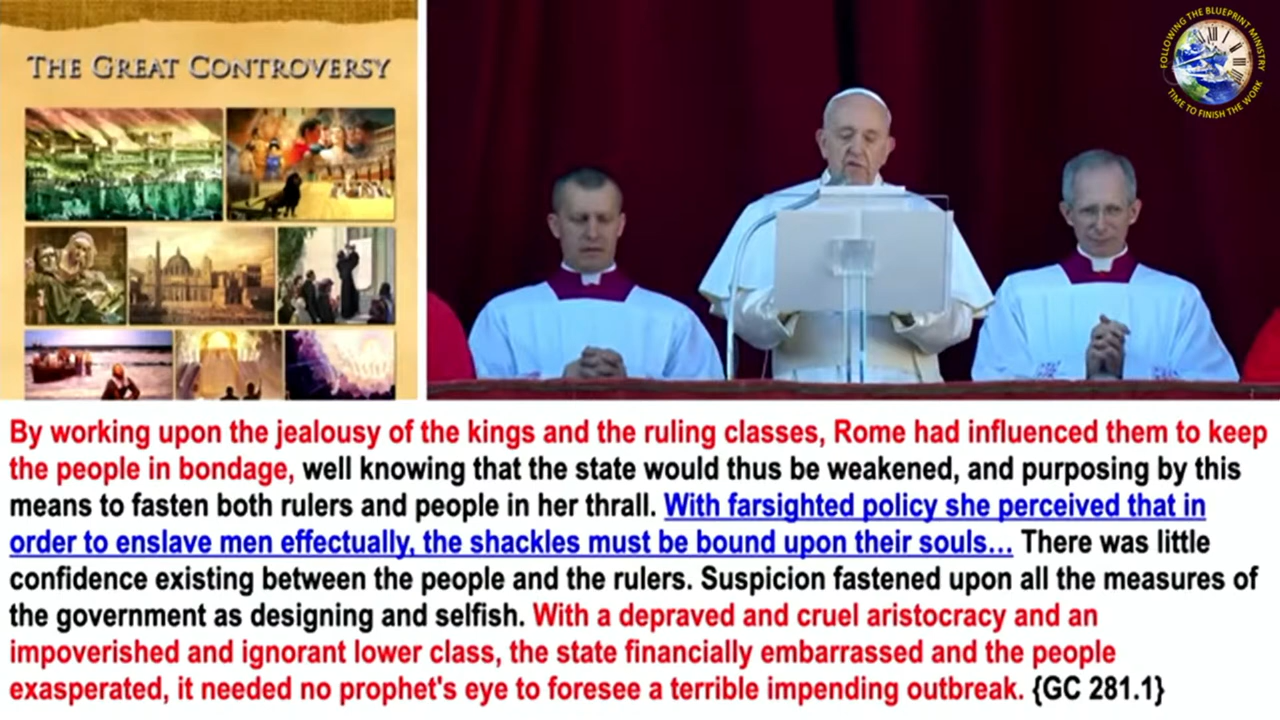 THE GREAT CONTROVERSY
FOLLOWING THE BLUEPRINT MINISTRY
TIME TO FINISH THE WORK
By working upon the jealousy of the kings and the ruling classes, Rome had influenced them to keep
the people in bondage, well knowing that the state would thus be weakened, and purposing by this
means to fasten both rulers and people in her thrall. With farsighted policy she perceived that in
order to enslave men effectually, the shackles must be bound upon their souls... There was little
confidence existing between the people and the rulers. Suspicion fastened upon all the measures of
the government as designing and selfish. With a depraved and cruel aristocracy and an
impoverished and ignorant lower class, the state financially embarrassed and the people
exasperated, it needed no prophet's eye to foresee a terrible impending outbreak. {GC 281.1}